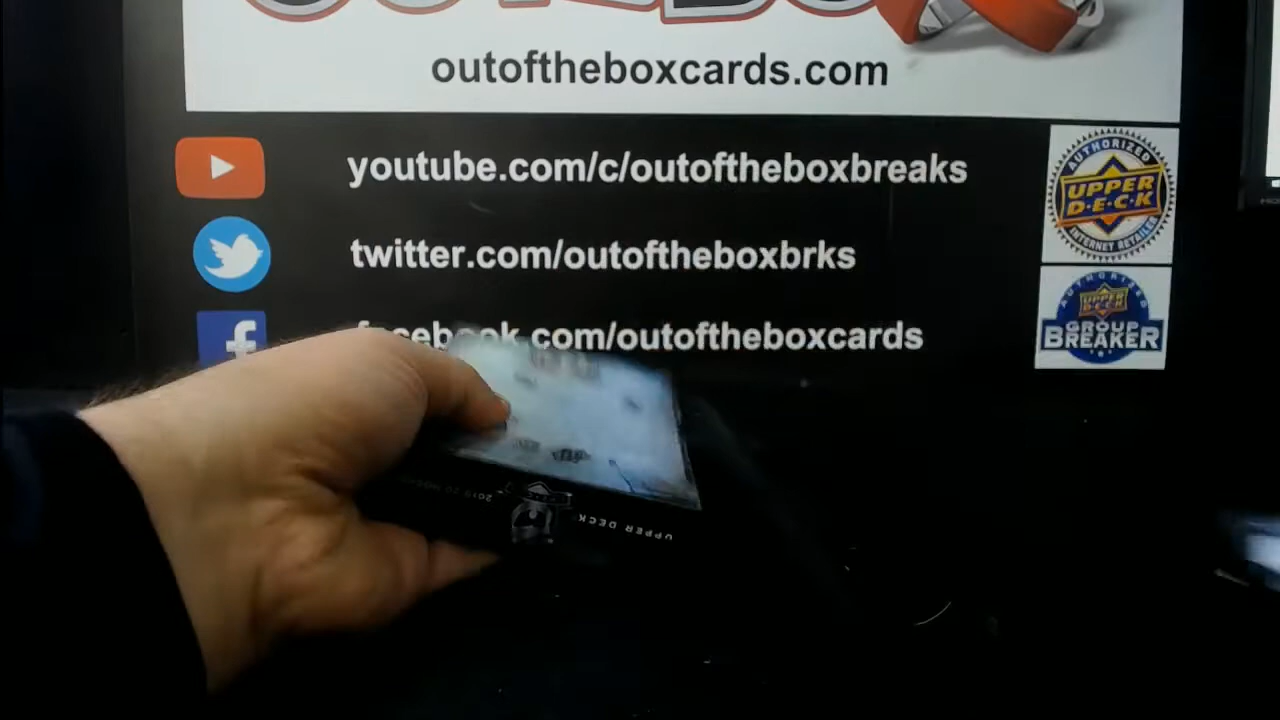 outoftheboxcards.com
youtube.com/c/outoftheboxbreaks
twitter.com/outoftheboxbrks
facebook.com/outoftheboxcards
AUTHORIZED
UPPER
D·E·C·K
INTERNET RETAILER
AUTHORIZED
UPPER
DECK
GROUP
BREAKER
UPPER DECK